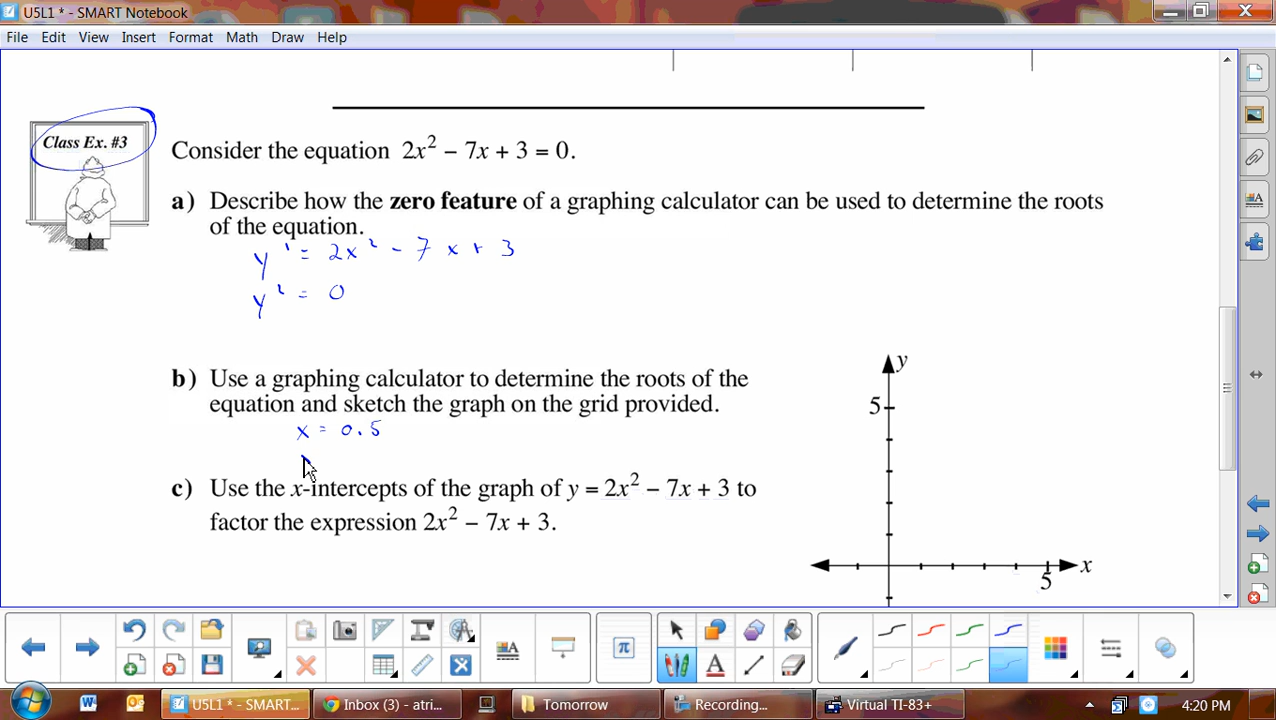 U5L1 * - SMART Notebook
File Edit View Insert Format Math Draw Help
Class Ex. #3
Consider the equation 2x² − 7x + 3 = 0.
a) Describe how the zero feature of a graphing calculator can be used to determine the roots
of the equation.
y¹ = 2x² - 7x + 3
y² = 0
b) Use a graphing calculator to determine the roots of the
equation and sketch the graph on the grid provided.
x = 0.5
c) Use the x-intercepts of the graph of y = 2x² − 7x + 3 to
factor the expression 2x² − 7x + 3.
y
5
x
5
π
A
U5L1 * - SMART...
Inbox (3) - atri...
Tomorrow
Recording...
Virtual TI-83+
4:20 PM